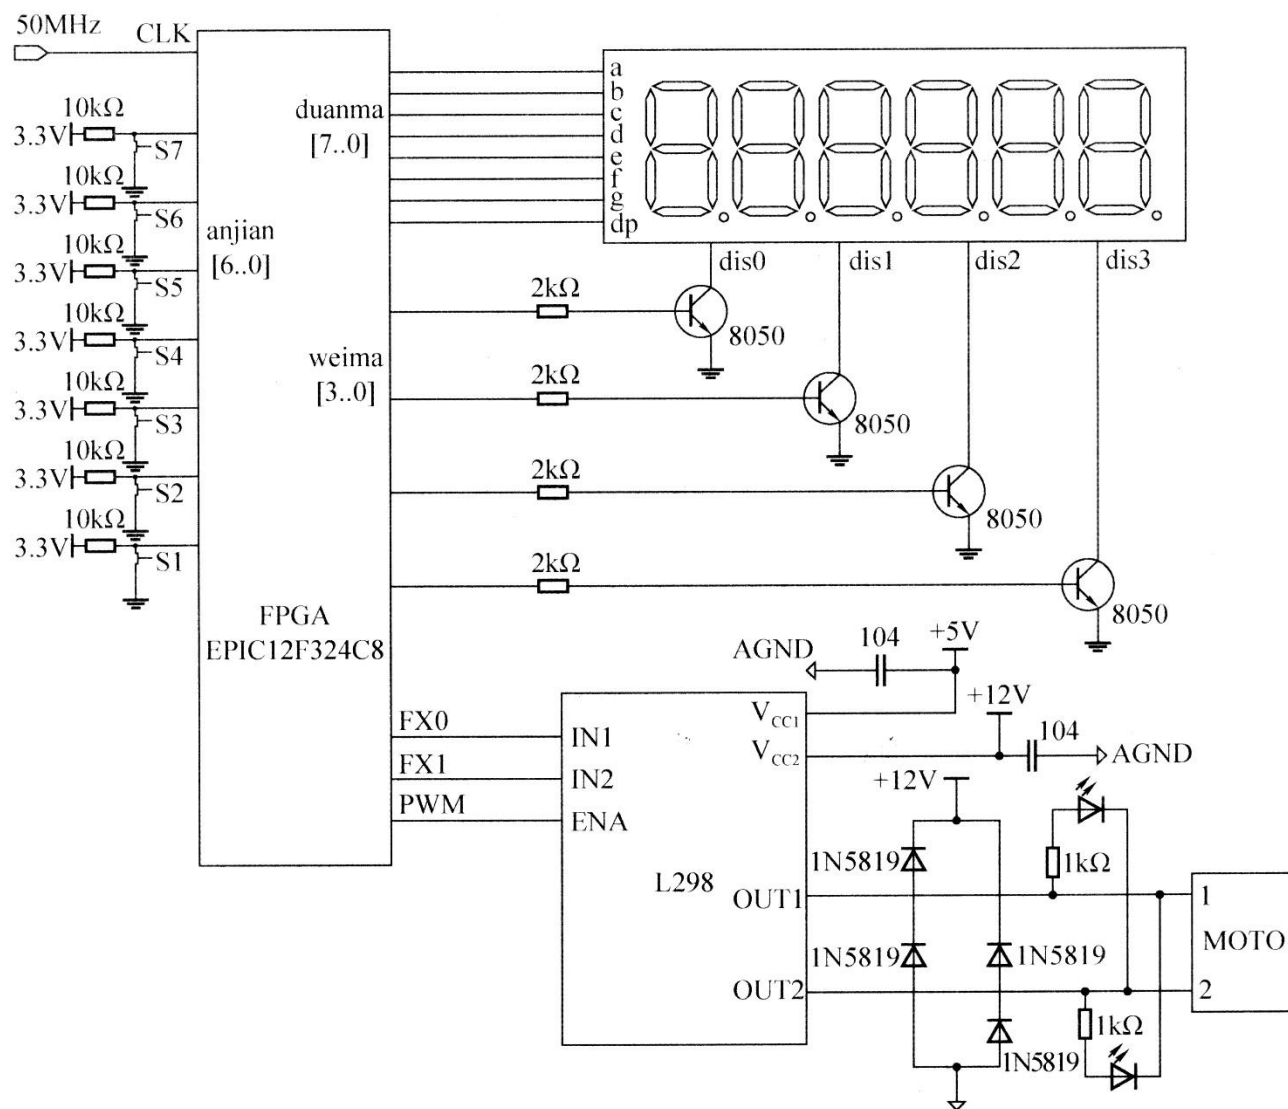 50MHz
CLK
10kΩ
3.3V
S7
10kΩ
3.3V
S6
10kΩ
3.3V
S5
10kΩ
3.3V
S4
10kΩ
3.3V
S3
10kΩ
3.3V
S2
10kΩ
3.3V
S1
anjian
[6..0]
duanma
[7..0]
weima
[3..0]
FPGA
EPIC12F324C8
a
b
c
d
e
f
g
dp
dis0
dis1
dis2
dis3
2kΩ
8050
2kΩ
8050
2kΩ
8050
2kΩ
8050
FX0
FX1
PWM
IN1
IN2
ENA
L298
VCC1
VCC2
OUT1
OUT2
AGND
104
+5V
+12V
104
AGND
+12V
1N5819
1N5819
1N5819
1N5819
1kΩ
1kΩ
1
MOTO
2